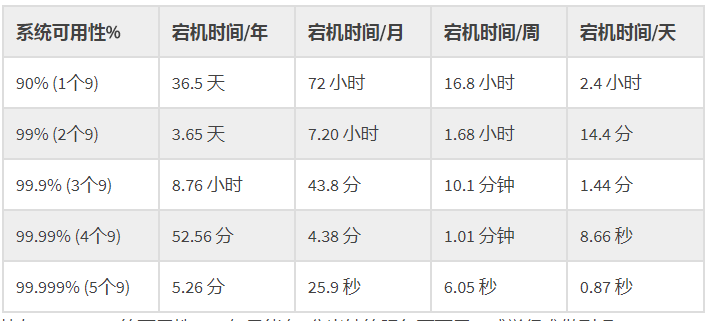 系统可用性% 宕机时间/年 宕机时间/月 宕机时间/周 宕机时间/天
90% (1个9) 36.5 天 72 小时 16.8 小时 2.4 小时
99% (2个9) 3.65 天 7.20 小时 1.68 小时 14.4 分
99.9% (3个9) 8.76 小时 43.8 分 10.1 分钟 1.44 分
99.99% (4个9) 52.56 分 4.38 分 1.01 分钟 8.66 秒
99.999% (5个9) 5.26 分 25.9 秒 6.05 秒 0.87 秒